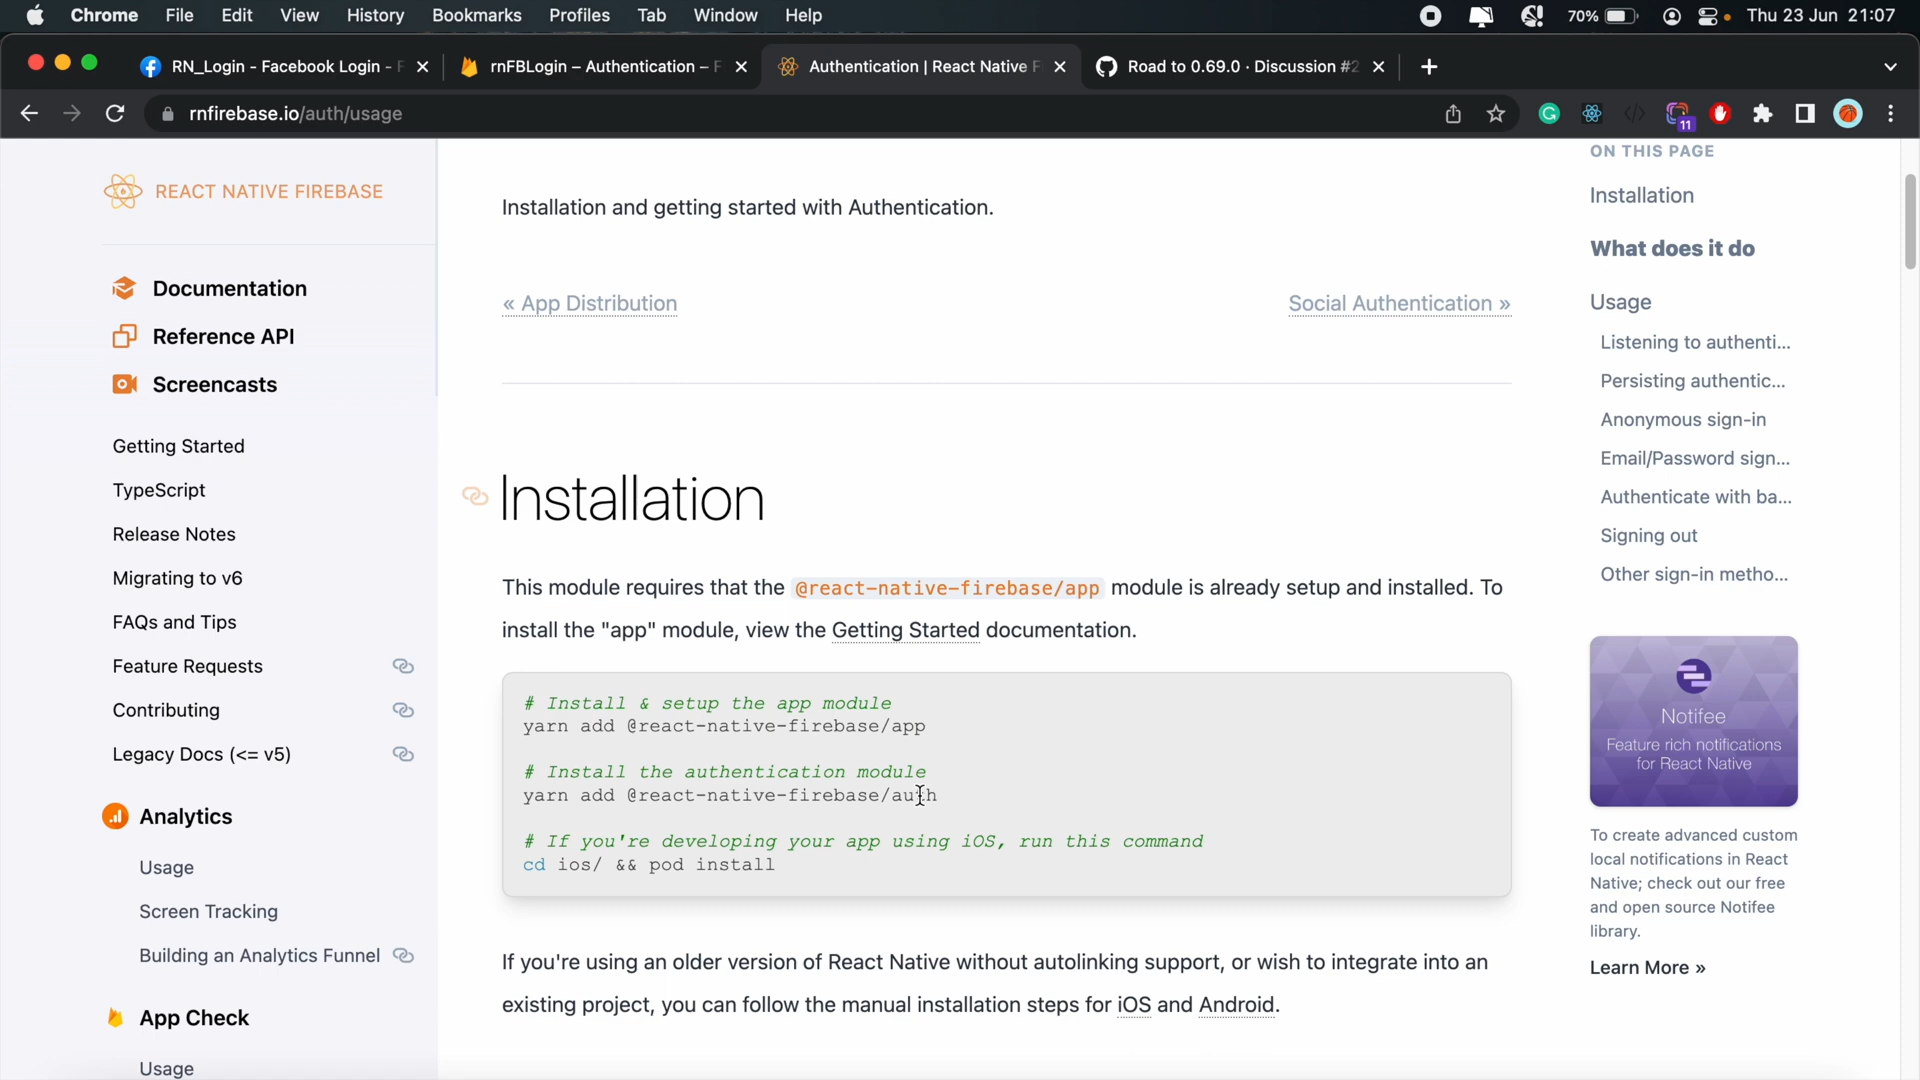 Chrome File Edit View History Bookmarks Profiles Tab Window Help 70% Thu 23 Jun 21:07
RN_Login - Facebook Login - F
rnFBLogin – Authentication – F
Authentication | React Native F
Road to 0.69.0 · Discussion #2
rnfirebase.io/auth/usage
11
REACT NATIVE FIREBASE
Documentation
Reference API
Screencasts
Getting Started
TypeScript
Release Notes
Migrating to v6
FAQs and Tips
Feature Requests
Contributing
Legacy Docs (<= v5)
Analytics
Usage
Screen Tracking
Building an Analytics Funnel
App Check
Usage
Installation and getting started with Authentication.
« App Distribution
Social Authentication »
Installation
This module requires that the @react-native-firebase/app module is already setup and installed. To
install the "app" module, view the Getting Started documentation.
# Install & setup the app module
yarn add @react-native-firebase/app
# Install the authentication module
yarn add @react-native-firebase/auth
# If you're developing your app using iOS, run this command
cd ios/ && pod install
If you're using an older version of React Native without autolinking support, or wish to integrate into an
existing project, you can follow the manual installation steps for iOS and Android.
ON THIS PAGE
Installation
What does it do
Usage
Listening to authenti...
Persisting authentic...
Anonymous sign-in
Email/Password sign...
Authenticate with ba...
Signing out
Other sign-in metho...
Notifee
Feature rich notifications
for React Native
To create advanced custom
local notifications in React
Native; check out our free
and open source Notifee
library.
Learn More »